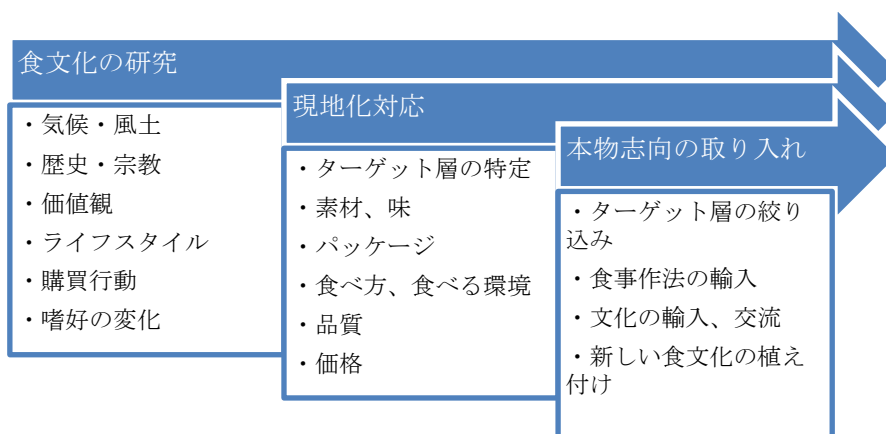 食文化の研究
・気候・風土
・歴史・宗教
・価値観
・ライフスタイル
・購買行動
・嗜好の変化
現地化対応
・ターゲット層の特定
・素材、味
・パッケージ
・食べ方、食べる環境
・品質
・価格
本物志向の取り入れ
・ターゲット層の絞り
込み
・食事作法の輸入
・文化の輸入、交流
・新しい食文化の植え
付け